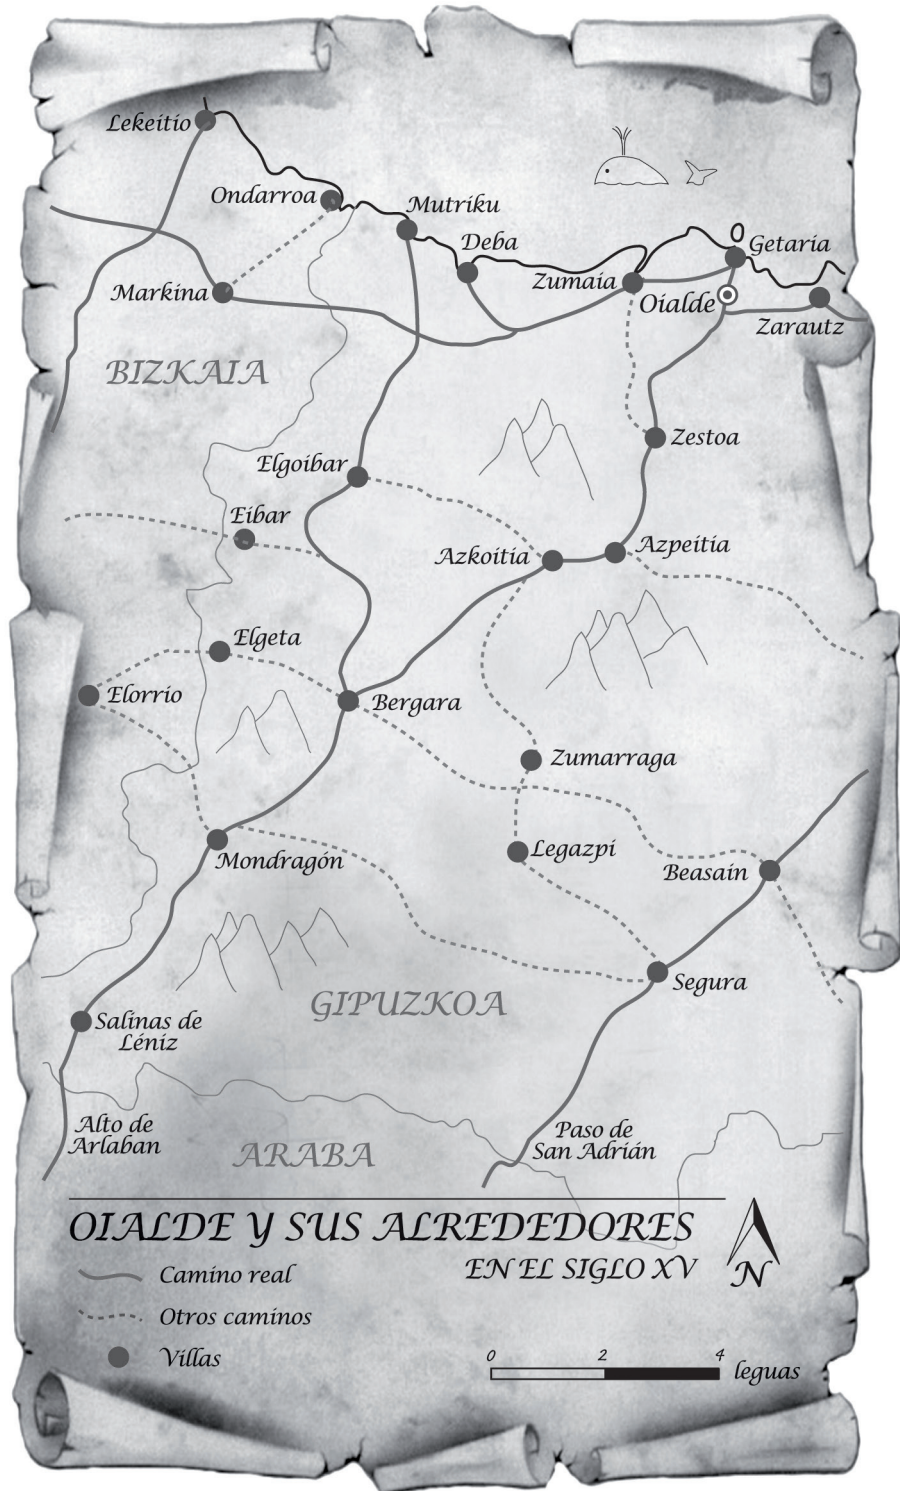 Lekeitio
Ondarroa
Mutriku
Deba
Getaria
Zumaia
Markina
Oialde
Zarautz
BIZKAIA
Zestoa
Elgoibar
Eibar
Azkoitia
Azpeitia
Elgeta
Elorrio
Bergara
Zumarraga
Legazpi
Mondragón
Beasain
Segura
GIPUZKOA
Salinas de
Léniz
Alto de
Arlaban
Paso de
San Adrián
ARABA
OIALDE Y SUS ALREDEDORES
EN EL SIGLO XV
N
Camino real
Otros caminos
Villas
0 2 4 leguas